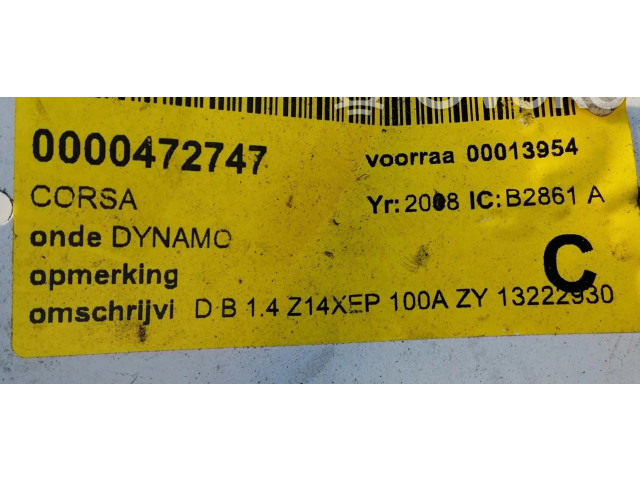 0000472747 voorraa 00013954
CORSA Yr: 2008 IC: B2861 A
onde DYNAMO
opmerking C
omschrijvi D B 1.4 Z14XEP 100A ZY 13222930